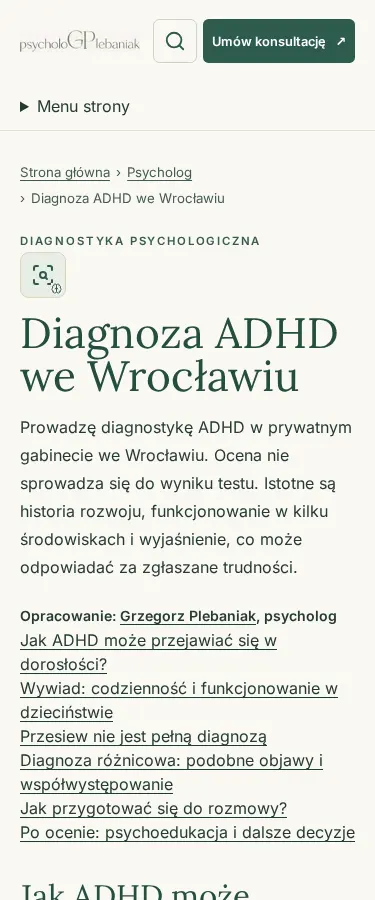 psycholoGPlebaniak
Umów konsultację ↗
▶ Menu strony
Strona główna › Psycholog
› Diagnoza ADHD we Wrocławiu
DIAGNOSTYKA PSYCHOLOGICZNA
Diagnoza ADHD
we Wrocławiu
Prowadzę diagnostykę ADHD w prywatnym
gabinecie we Wrocławiu. Ocena nie
sprowadza się do wyniku testu. Istotne są
historia rozwoju, funkcjonowanie w kilku
środowiskach i wyjaśnienie, co może
odpowiadać za zgłaszane trudności.
Opracowanie: Grzegorz Plebaniak, psycholog
Jak ADHD może przejawiać się w
dorosłości?
Wywiad: codzienność i funkcjonowanie w
dzieciństwie
Przesiew nie jest pełną diagnozą
Diagnoza różnicowa: podobne objawy i
współwystępowanie
Jak przygotować się do rozmowy?
Po ocenie: psychoedukacja i dalsze decyzje
Jak ADHD może